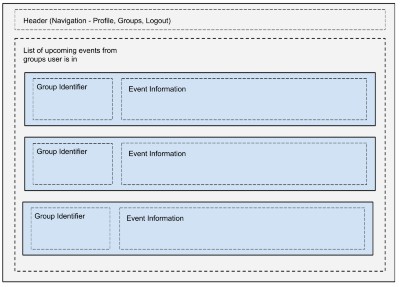 Header (Navigation - Profile, Groups, Logout)
List of upcoming events from
groups user is in
Group Identifier
Event Information
Group Identifier
Event Information
Group Identifier
Event Information